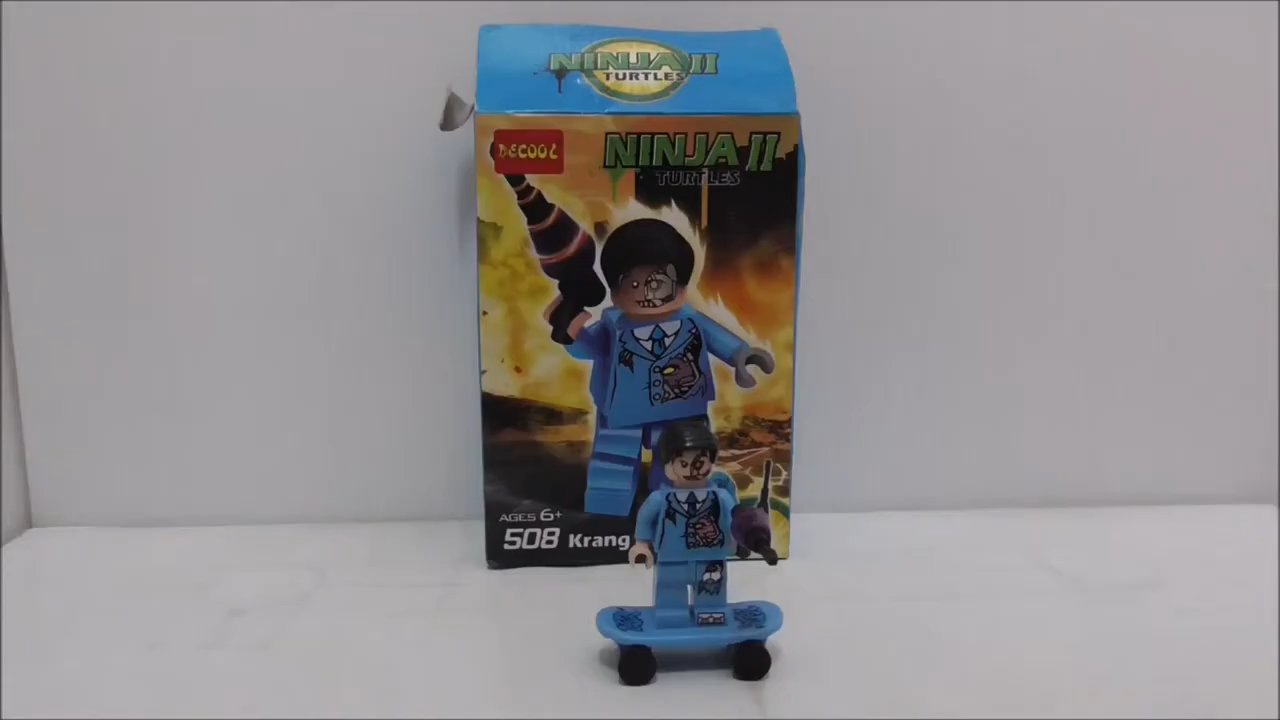 NINJA II
TURTLES
DECOOL
NINJA II
TURTLES
AGES 6+
508 Krang